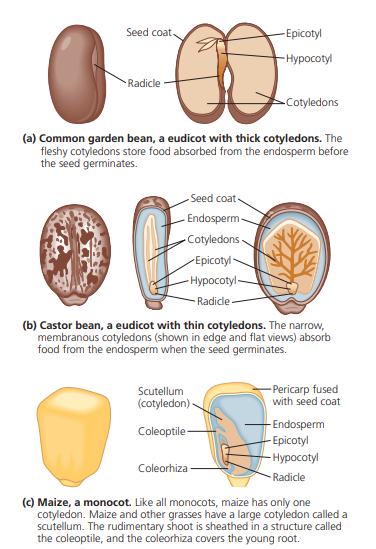 Seed coat
Epicotyl
Hypocotyl
Radicle
Cotyledons
(a) Common garden bean, a eudicot with thick cotyledons. The
fleshy cotyledons store food absorbed from the endosperm before
the seed germinates.
Seed coat
Endosperm
Cotyledons
Epicotyl
Hypocotyl
Radicle
(b) Castor bean, a eudicot with thin cotyledons. The narrow,
membranous cotyledons (shown in edge and flat views) absorb
food from the endosperm when the seed germinates.
Scutellum
(cotyledon)
Pericarp fused
with seed coat
Coleoptile
Endosperm
Epicotyl
Hypocotyl
Coleorhiza
Radicle
(c) Maize, a monocot. Like all monocots, maize has only one
cotyledon. Maize and other grasses have a large cotyledon called a
scutellum. The rudimentary shoot is sheathed in a structure called
the coleoptile, and the coleorhiza covers the young root.